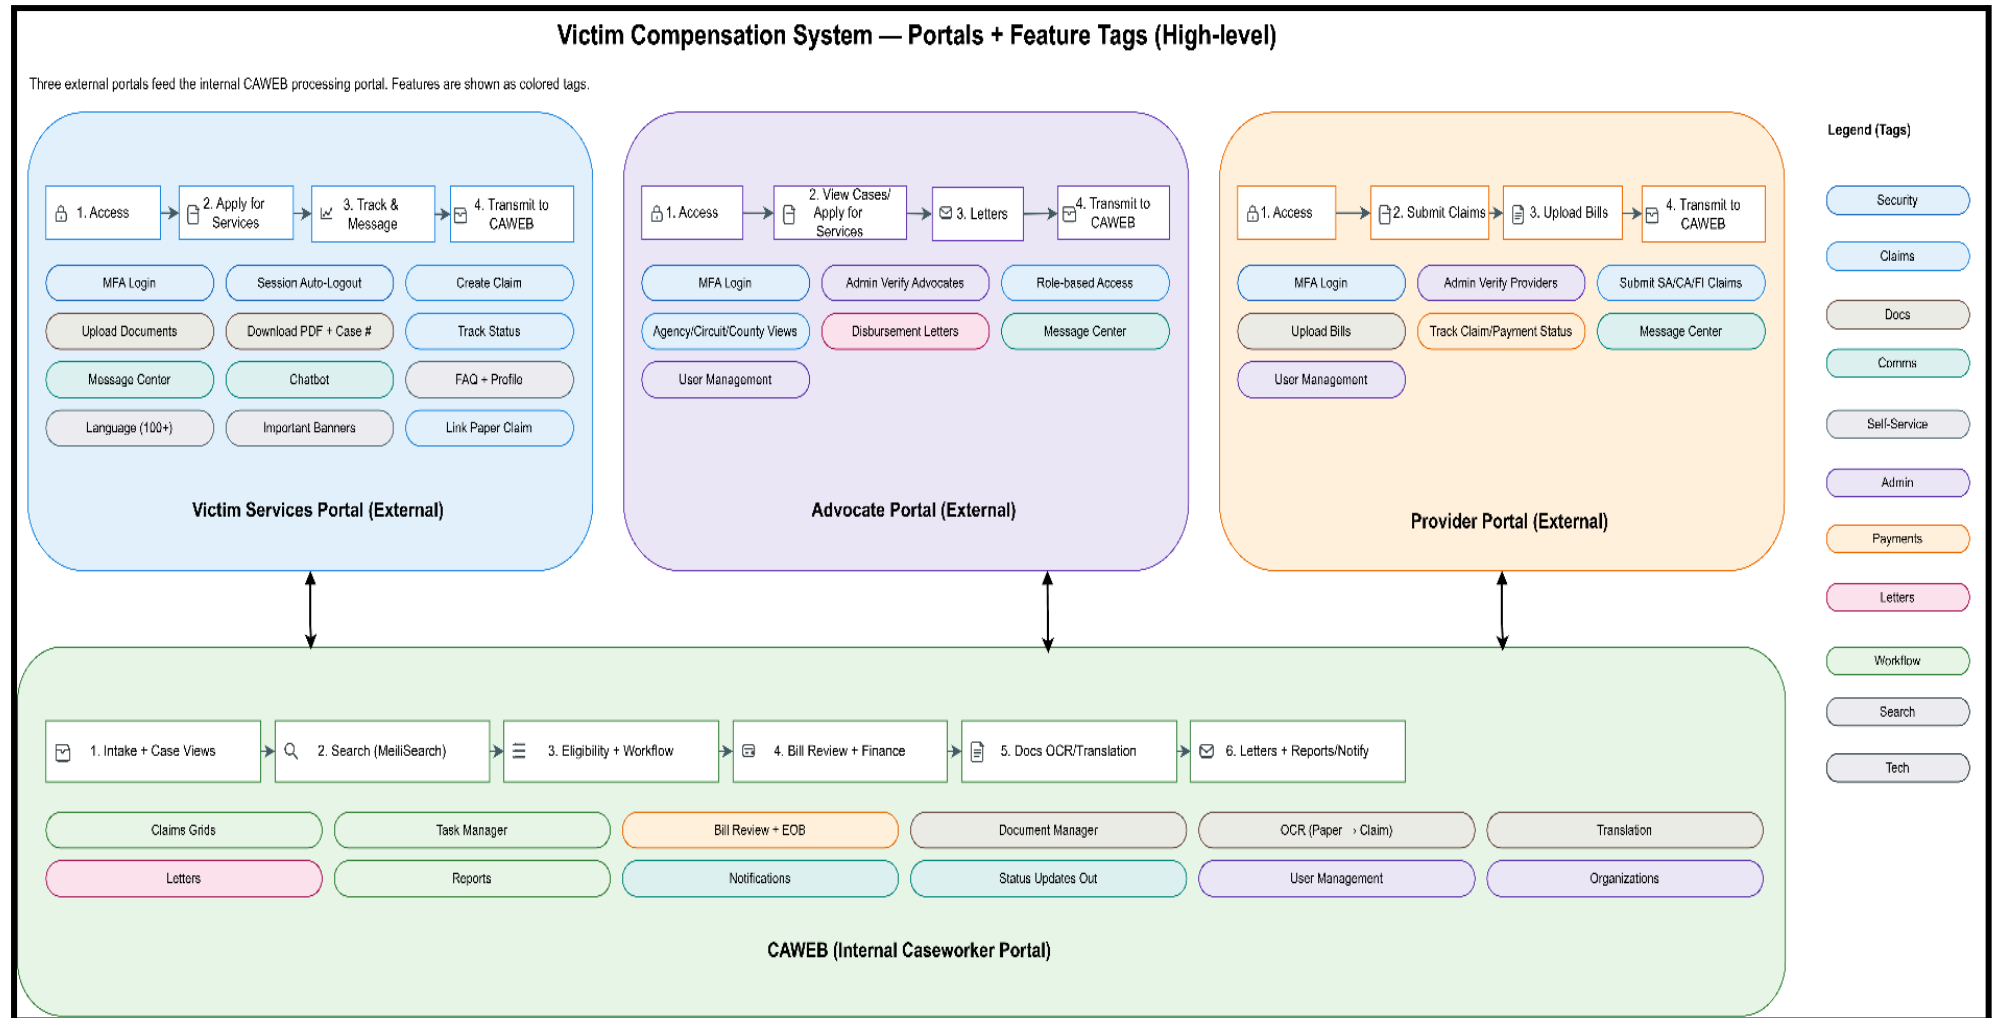 Victim Compensation System — Portals + Feature Tags (High-level)
Three external portals feed the internal CAWEB processing portal. Features are shown as colored tags.
1. Access
2. Apply for
Services
3. Track &
Message
4. Transmit to
CAWEB
MFA Login
Session Auto-Logout
Create Claim
Upload Documents
Download PDF + Case #
Track Status
Message Center
Chatbot
FAQ + Profile
Language (100+)
Important Banners
Link Paper Claim
Victim Services Portal (External)
1. Access
2. View Cases/
Apply for
Services
3. Letters
4. Transmit to
CAWEB
MFA Login
Admin Verify Advocates
Role-based Access
Agency/Circuit/County Views
Disbursement Letters
Message Center
User Management
Advocate Portal (External)
1. Access
2. Submit Claims
3. Upload Bills
4. Transmit to
CAWEB
MFA Login
Admin Verify Providers
Submit SA/CA/FI Claims
Upload Bills
Track Claim/Payment Status
Message Center
User Management
Provider Portal (External)
Legend (Tags)
Security
Claims
Docs
Comms
Self-Service
Admin
Payments
Letters
Workflow
Search
Tech
1. Intake + Case Views
2. Search (MeiliSearch)
3. Eligibility + Workflow
4. Bill Review + Finance
5. Docs OCR/Translation
6. Letters + Reports/Notify
Claims Grids
Task Manager
Bill Review + EOB
Document Manager
OCR (Paper → Claim)
Translation
Letters
Reports
Notifications
Status Updates Out
User Management
Organizations
CAWEB (Internal Caseworker Portal)